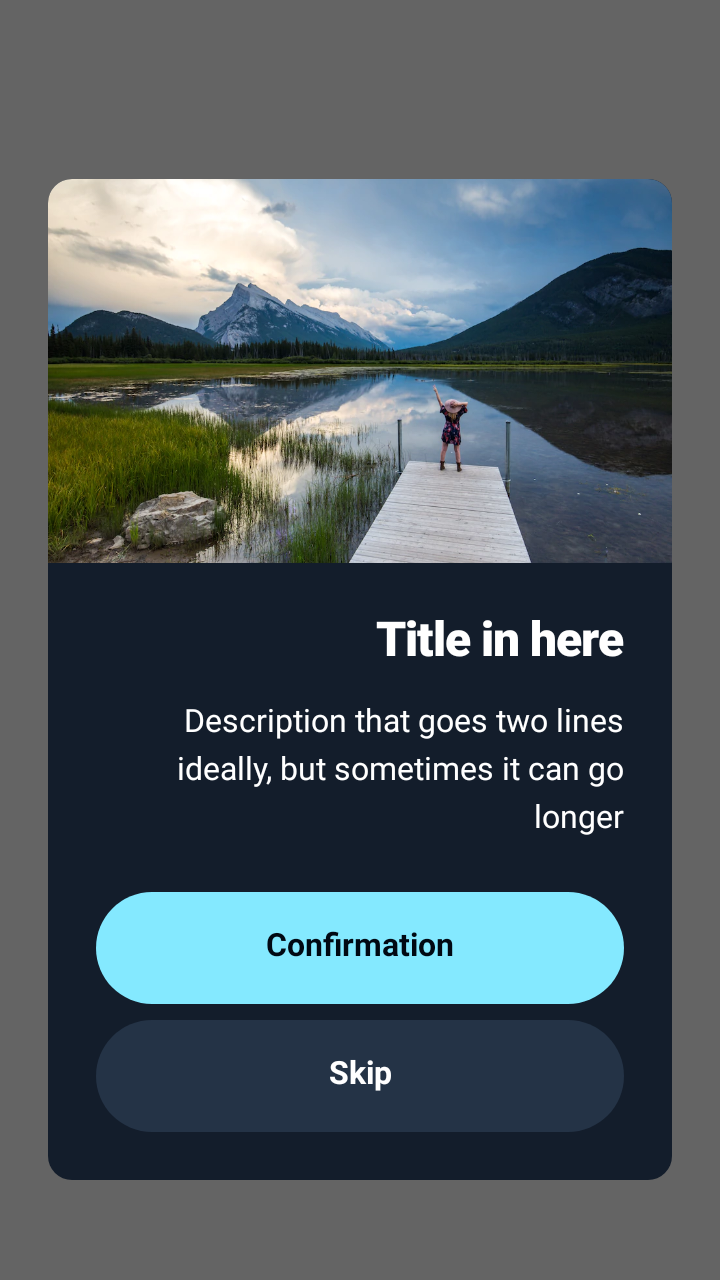 Title in here
Description that goes two lines
ideally, but sometimes it can go
longer
Confirmation
Skip